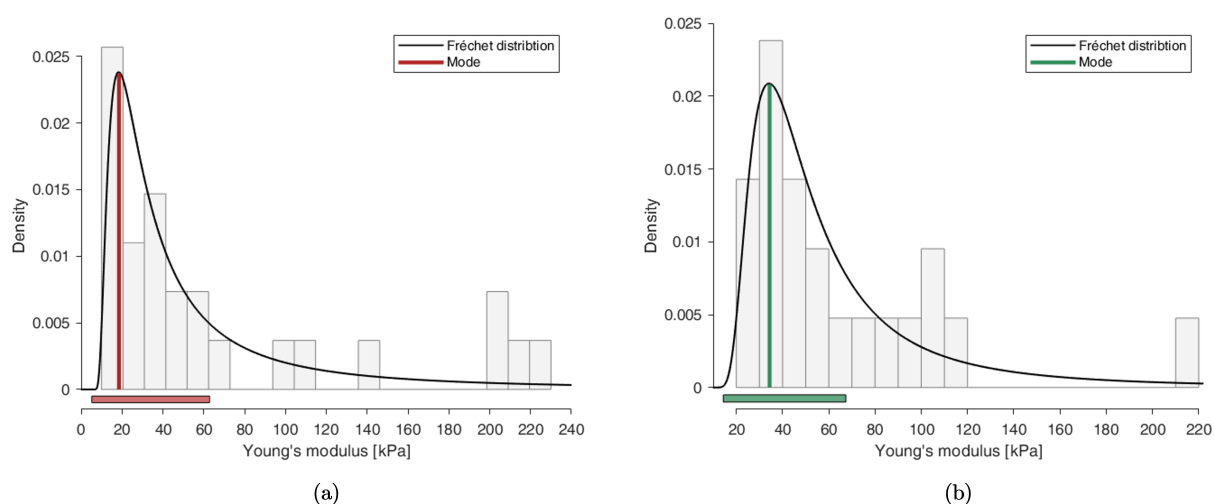 0.025
0.02
0.015
0.01
0.005
0
Density
Fréchet distribtion
Mode
0 20 40 60 80 100 120 140 160 180 200 220 240
Young's modulus [kPa]
(a)
0.025
0.02
0.015
0.01
0.005
0
Density
Fréchet distribtion
Mode
20 40 60 80 100 120 140 160 180 200 220
Young's modulus [kPa]
(b)